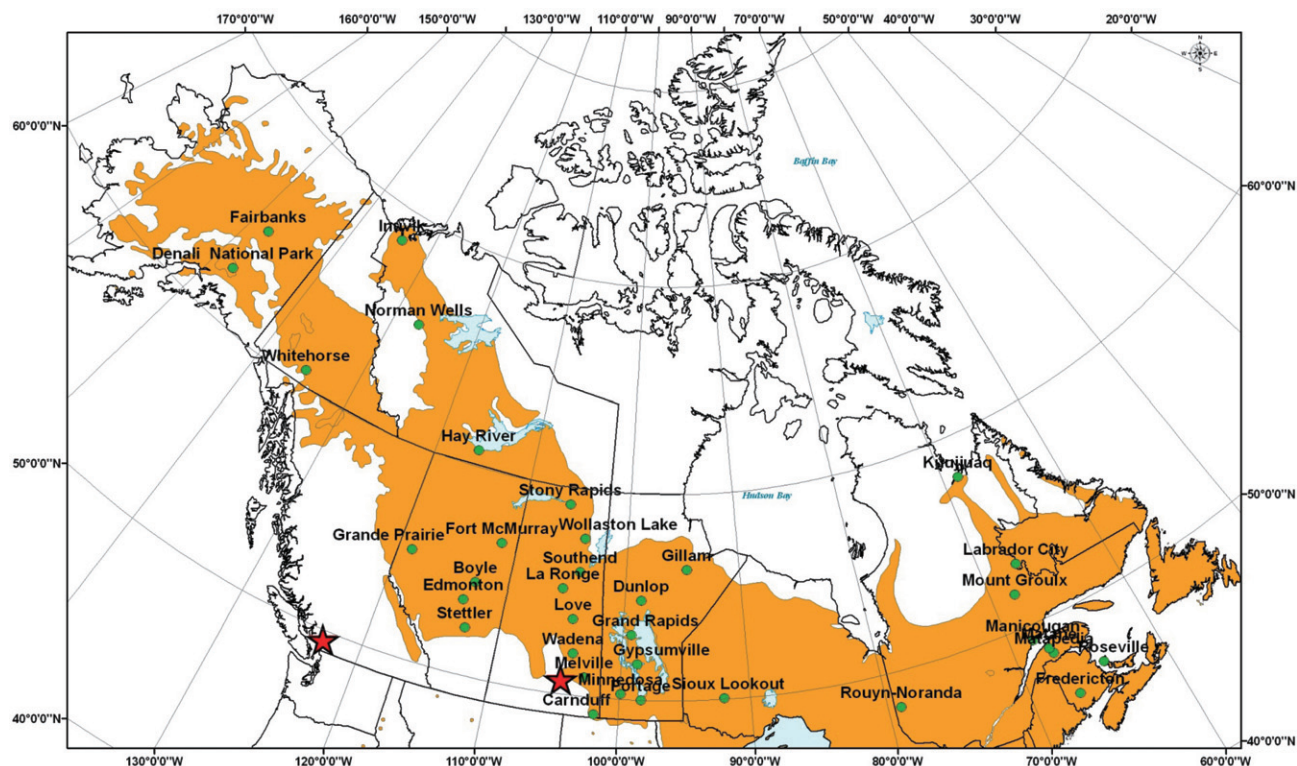 170°0'0"W 160°0'0"W 150°0'0"W 140°0'0"W 130°0'0"W 120°0'0"W 110°0'0"W 100°0'0"W 90°0'0"W 80°0'0"W 70°0'0"W 60°0'0"W 50°0'0"W 40°0'0"W 30°0'0"W 20°0'0"W
N
W E
S
60°0'0"N
Baffin Bay
60°0'0"N
Fairbanks
Inuvik
Denali National Park
Norman Wells
Whitehorse
Hay River
50°0'0"N
Kuujjuaq
Stony Rapids
Hudson Bay
50°0'0"N
Fort McMurray
Wollaston Lake
Grande Prairie
Southend
Gillam
Labrador City
Boyle
La Ronge
Edmonton
Dunlop
Mount Groulx
Stettler
Love
Grand Rapids
Manicougan
Wadena
Matane
Matapedia
Roseville
Gypsumville
Melville
Minnedosa
Fredericton
Portage
Sioux Lookout
Rouyn-Noranda
Carnduff
40°0'0"N
40°0'0"N
130°0'0"W 120°0'0"W 110°0'0"W 100°0'0"W 90°0'0"W 80°0'0"W 70°0'0"W 60°0'0"W